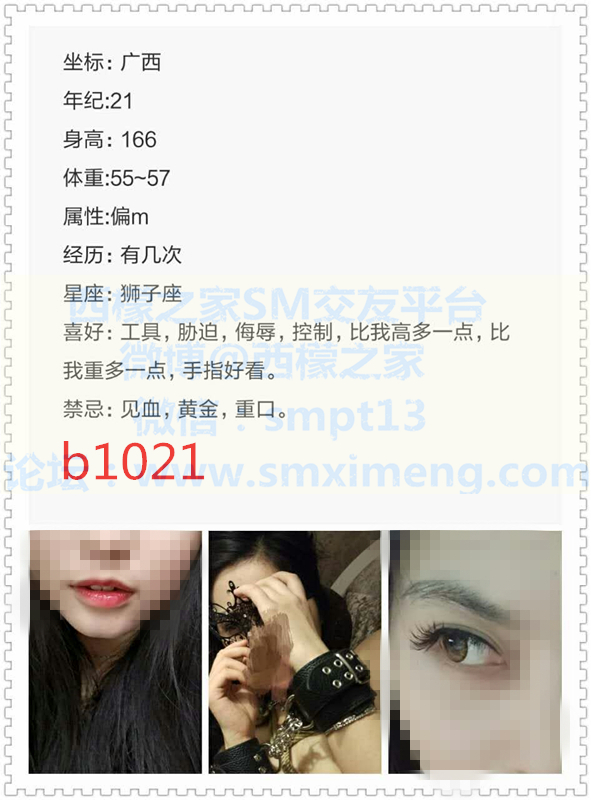 坐标：广西
年纪:21
身高：166
体重:55~57
属性:偏m
经历：有几次
星座：狮子座
西檬之家SM交友平台
喜好：工具，胁迫，侮辱，控制，比我高多一点，比
微博@西檬之家
我重多一点，手指好看。
禁忌：见血，黄金，重口。
微信：smpt13
b1021
论坛：www.smximeng.com